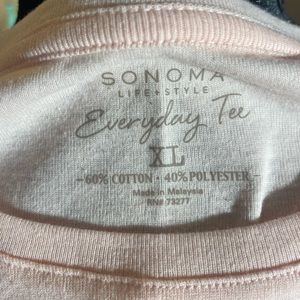 SONOMA
LIFE + STYLE
Everyday Tee
XL
60% COTTON · 40% POLYESTER
Made in Malaysia
RN# 73277